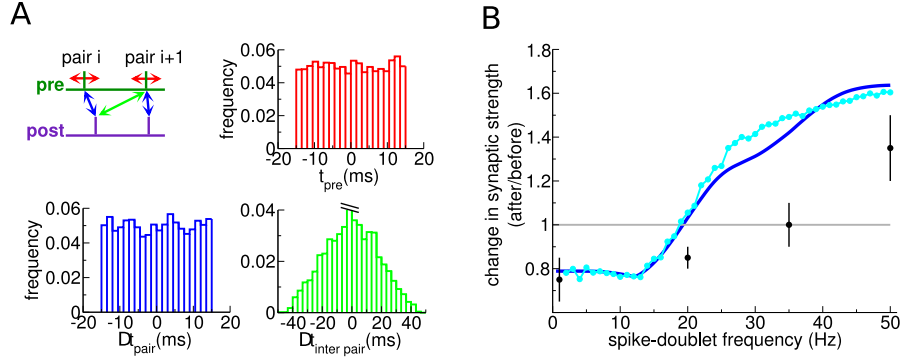 A
pair i pair i+1
pre
post
0.06
0.04
0.02
0
frequency
-20 -10 0 10 20
t_pre(ms)
0.06
0.04
0.02
0
frequency
-20 -10 0 10 20
Dt_pair(ms)
0.04
0.02
0
frequency
-40 -20 0 20 40
Dt_inter pair(ms)
B
1.8
1.6
1.4
1.2
1
0.8
change in synaptic strength
(after/before)
0 10 20 30 40 50
spike-doublet frequency (Hz)